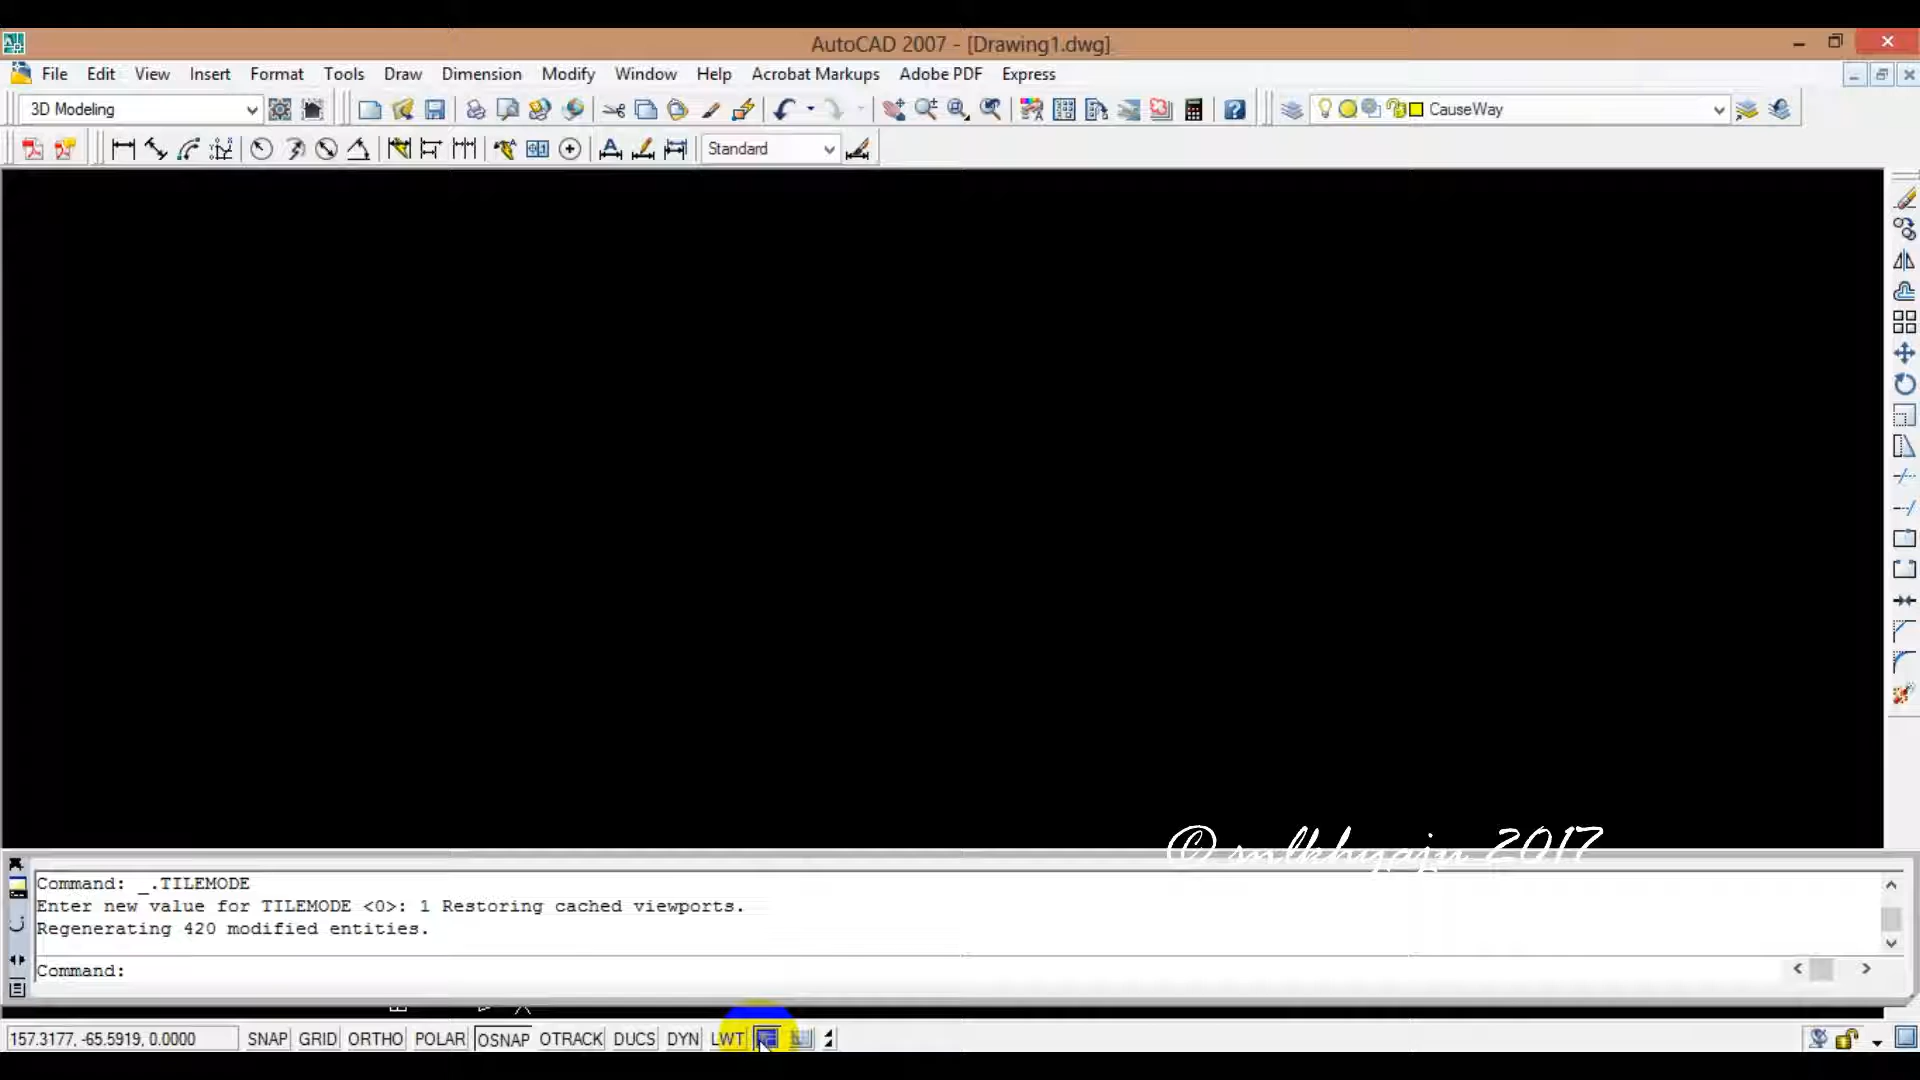 AutoCAD 2007 - [Drawing1.dwg]
File Edit View Insert Format Tools Draw Dimension Modify Window Help Acrobat Markups Adobe PDF Express
3D Modeling
CauseWay
Standard
© smlkhyaju 2017
Command: _.TILEMODE
Enter new value for TILEMODE <0>: 1 Restoring cached viewports.
Regenerating 420 modified entities.
Command:
157.3177, -65.5919, 0.0000 SNAP GRID ORTHO POLAR OSNAP OTRACK DUCS DYN LWT